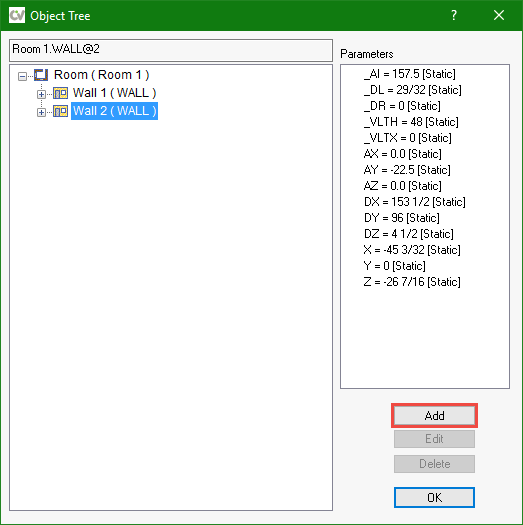 CV Object Tree ? ×
Room 1.WALL@2
Room ( Room 1 )
Wall 1 ( WALL )
Wall 2 ( WALL )
Parameters
_AI = 157.5 [Static]
_DL = 29/32 [Static]
_DR = 0 [Static]
_VLTH = 48 [Static]
_VLTX = 0 [Static]
AX = 0.0 [Static]
AY = -22.5 [Static]
AZ = 0.0 [Static]
DX = 153 1/2 [Static]
DY = 96 [Static]
DZ = 4 1/2 [Static]
X = -45 3/32 [Static]
Y = 0 [Static]
Z = -26 7/16 [Static]
Add
Edit
Delete
OK